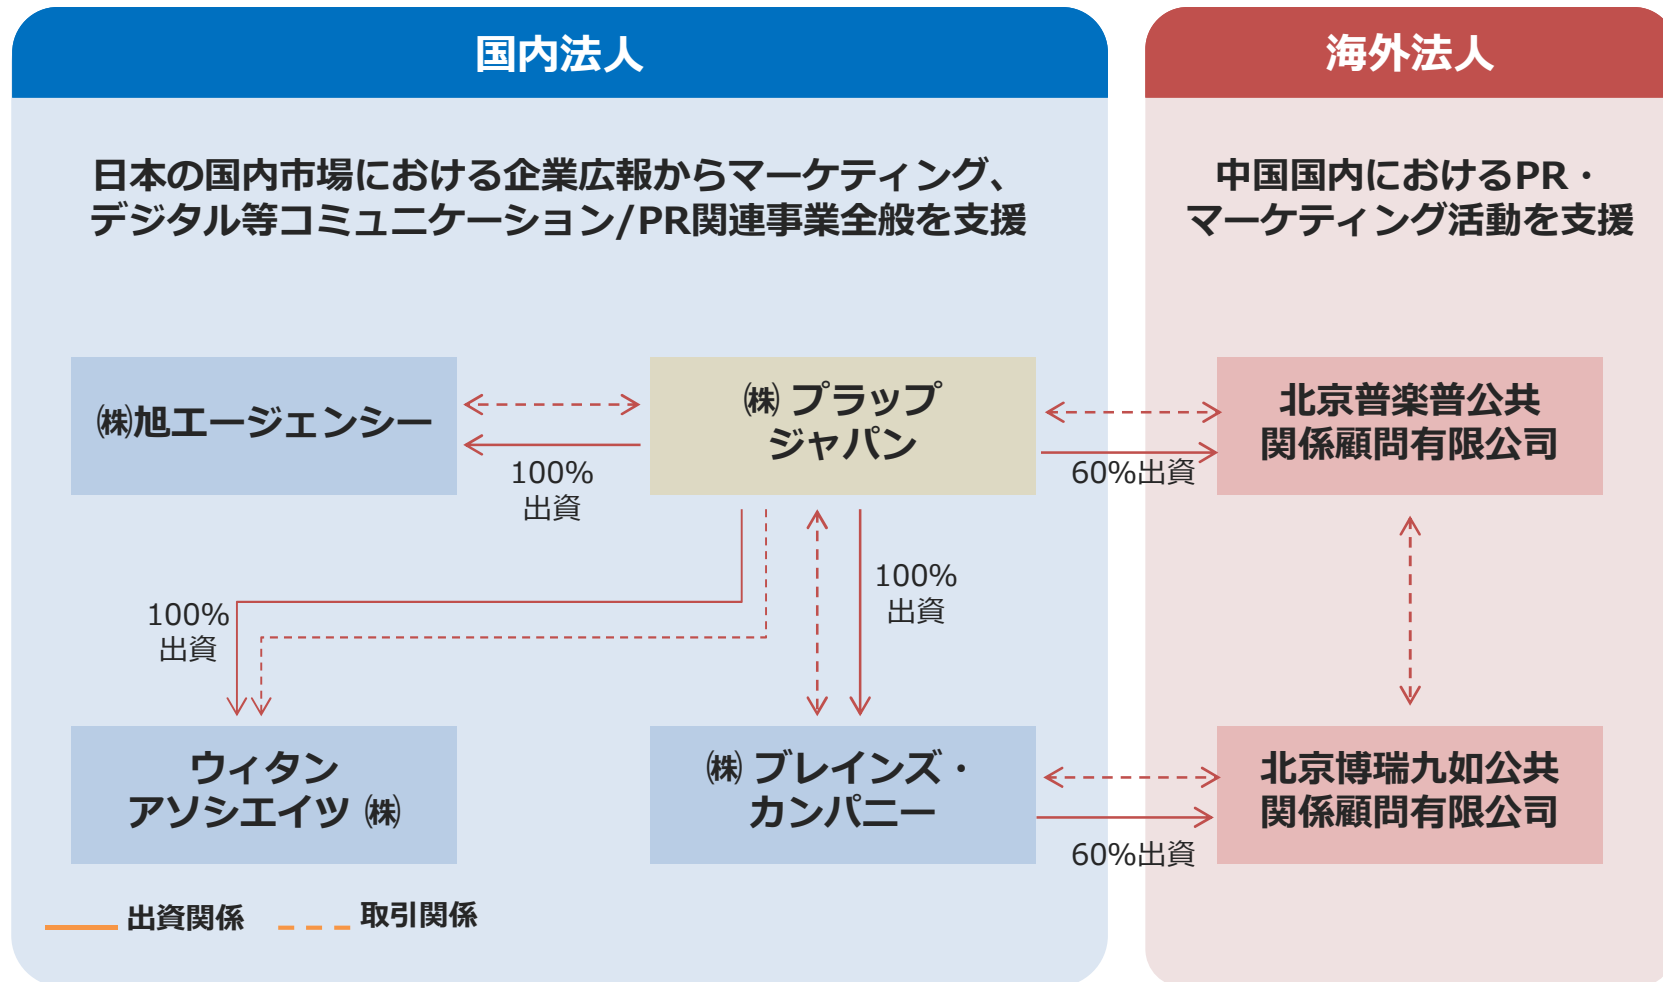 国内法人
海外法人
日本の国内市場における企業広報からマーケティング、
デジタル等コミュニケーション/PR関連事業全般を支援
中国国内におけるPR・
マーケティング活動を支援
㈱旭エージェンシー
㈱ プラップ
ジャパン
北京普楽普公共
関係顧問有限公司
100%
出資
60%出資
100%
出資
100%
出資
ウィタン
アソシエイツ ㈱
㈱ ブレインズ・
カンパニー
北京博瑞九如公共
関係顧問有限公司
60%出資
出資関係
取引関係